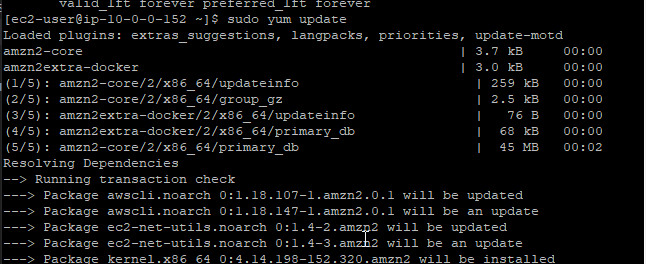 valid_lft forever preferred_lft forever
[ec2-user@ip-10-0-0-152 ~]$ sudo yum update
Loaded plugins: extras_suggestions, langpacks, priorities, update-motd
amzn2-core | 3.7 kB 00:00
amzn2extra-docker | 3.0 kB 00:00
(1/5): amzn2-core/2/x86_64/updateinfo | 259 kB 00:00
(2/5): amzn2-core/2/x86_64/group_gz | 2.5 kB 00:00
(3/5): amzn2extra-docker/2/x86_64/updateinfo | 76 B 00:00
(4/5): amzn2extra-docker/2/x86_64/primary_db | 68 kB 00:00
(5/5): amzn2-core/2/x86_64/primary_db | 45 MB 00:02
Resolving Dependencies
--> Running transaction check
---> Package awscli.noarch 0:1.18.107-1.amzn2.0.1 will be updated
---> Package awscli.noarch 0:1.18.147-1.amzn2.0.1 will be an update
---> Package ec2-net-utils.noarch 0:1.4-2.amzn2 will be updated
---> Package ec2-net-utils.noarch 0:1.4-3.amzn2 will be an update
---> Package kernel.x86_64 0:4.14.198-152.320.amzn2 will be installed